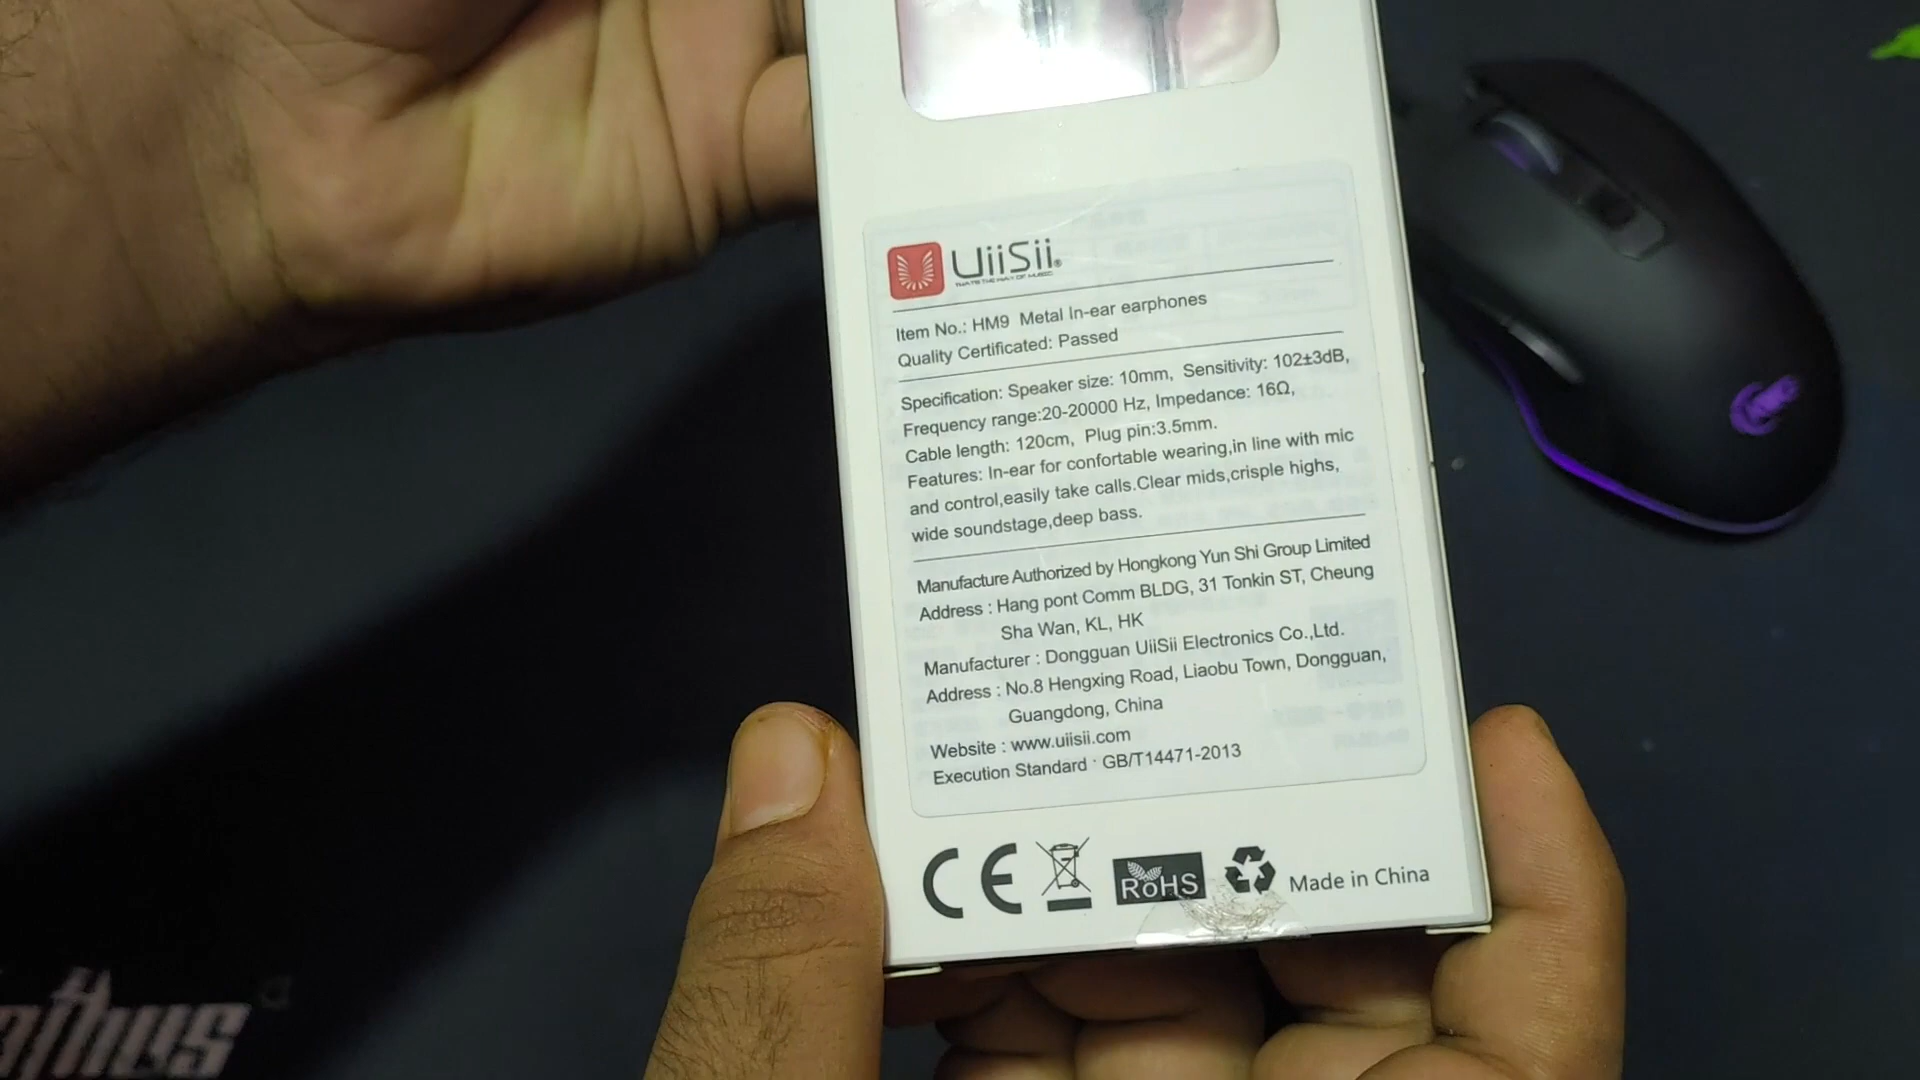 UiiSii®
THAT'S THE WAY OF MUSIC
Item No.: HM9 Metal In-ear earphones
Quality Certificated: Passed
Specification: Speaker size: 10mm, Sensitivity: 102±3dB,
Frequency range:20-20000 Hz, Impedance: 16Ω,
Cable length: 120cm, Plug pin:3.5mm.
Features: In-ear for confortable wearing,in line with mic
and control,easily take calls.Clear mids,crisple highs,
wide soundstage,deep bass.
Manufacture Authorized by Hongkong Yun Shi Group Limited
Address : Hang pont Comm BLDG, 31 Tonkin ST, Cheung
Sha Wan, KL, HK
Manufacturer : Dongguan UiiSii Electronics Co.,Ltd.
Address : No.8 Hengxing Road, Liaobu Town, Dongguan,
Guangdong, China
Website : www.uiisii.com
Execution Standard : GB/T14471-2013
CE
RoHS
Made in China